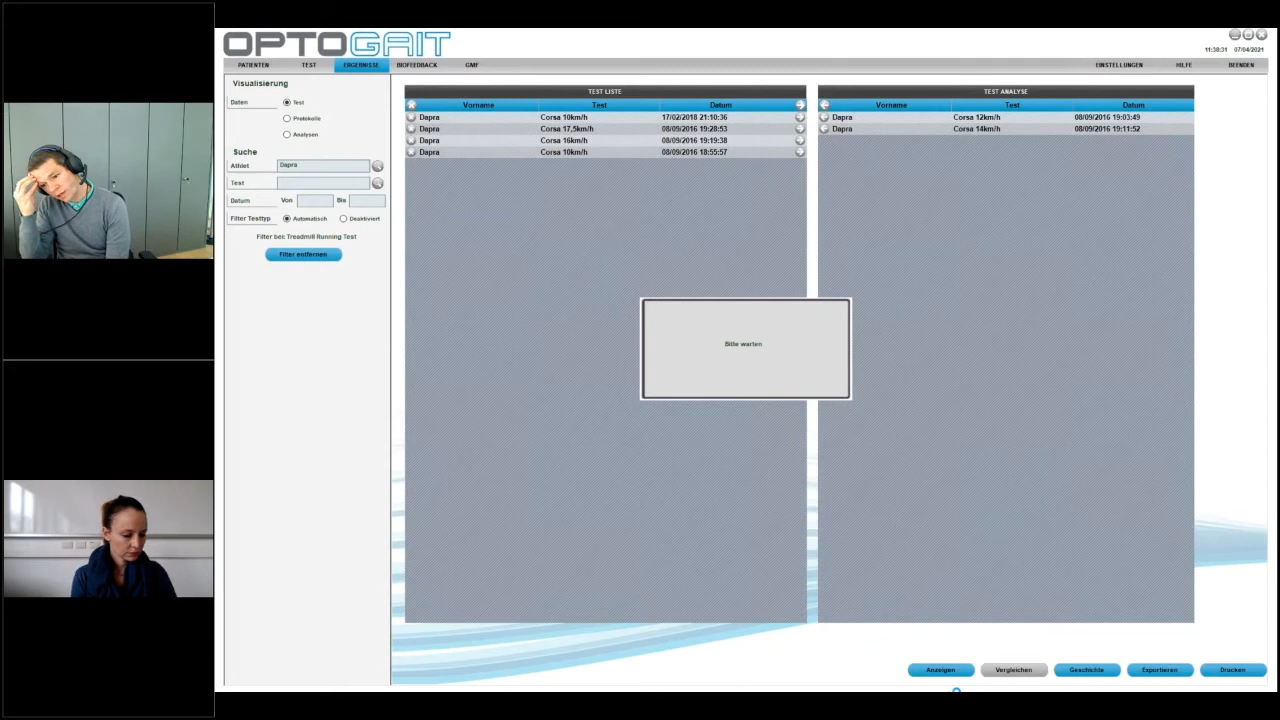 OPTOGAIT
11:38:31 07/04/2021
PATIENTEN TEST ERGEBNISSE BIOFEEDBACK GMF EINSTELLUNGEN HILFE BEENDEN
Visualisierung
Daten Test
Protokolle
Analysen
Suche
Athlet Dapra
Test
Datum Von Bis
Filter Testtyp Automatisch Deaktiviert
Filter bei: Treadmill Running Test
Filter entfernen
TEST LISTE
Vorname Test Datum
Dapra Corsa 10km/h 17/02/2018 21:10:36
Dapra Corsa 17,5km/h 08/09/2016 19:28:53
Dapra Corsa 16km/h 08/09/2016 19:19:38
Dapra Corsa 10km/h 08/09/2016 18:55:57
TEST ANALYSE
Vorname Test Datum
Dapra Corsa 12km/h 08/09/2016 19:03:49
Dapra Corsa 14km/h 08/09/2016 19:11:52
Bitte warten
Anzeigen Vergleichen Geschichte Exportieren Drucken